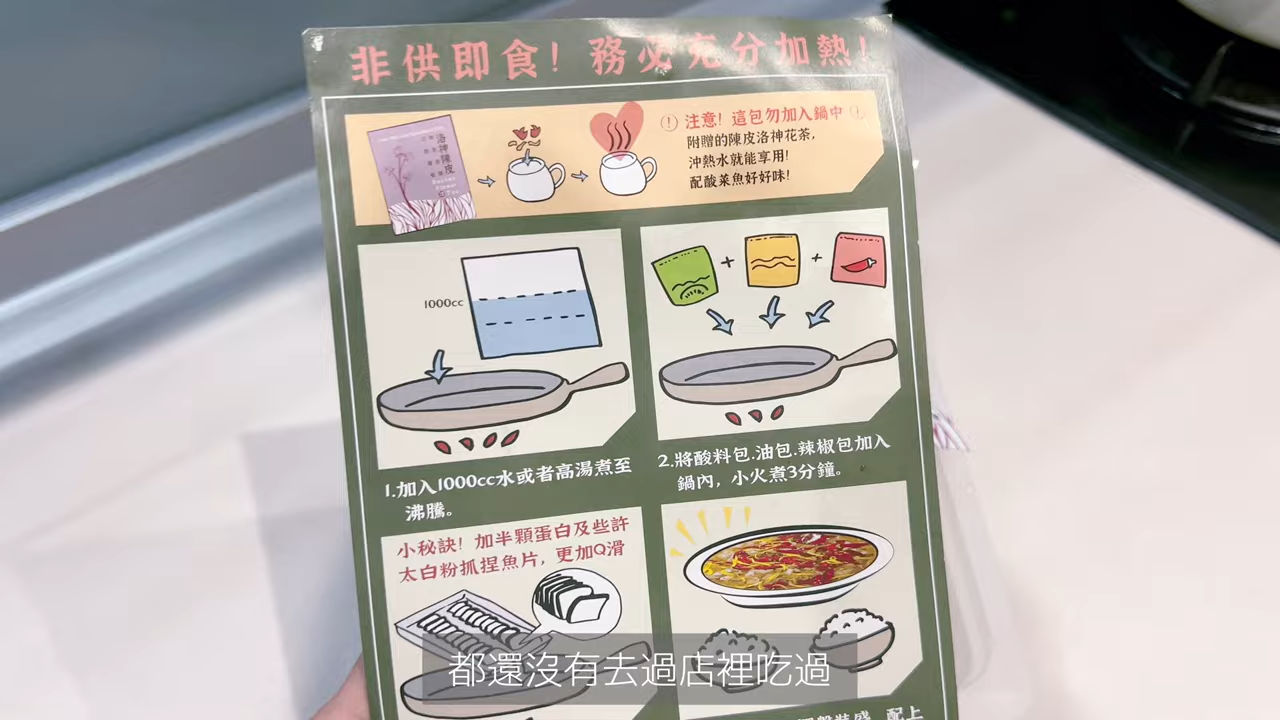 非供即食！務必充分加熱！
注意！這包勿加入鍋中
附贈的陳皮洛神花茶，
沖熱水就能享用！
配酸菜魚好好味！
洛神陳皮
1000cc
1.加入1000cc水或者高湯煮至
沸騰。
2.將酸料包.油包.辣椒包加入
鍋內，小火煮3分鐘。
小秘訣！加半顆蛋白及些許
太白粉抓捏魚片，更加Q滑
都還沒有去過店裡吃過